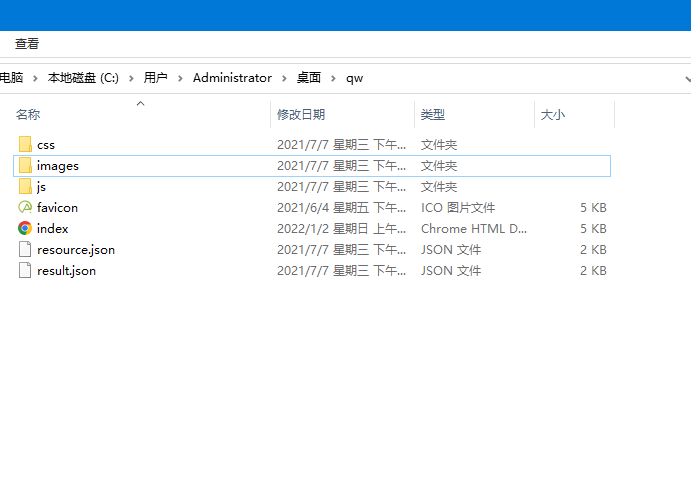 查看
电脑 › 本地磁盘 (C:) › 用户 › Administrator › 桌面 › qw
名称 修改日期 类型 大小
css 2021/7/7 星期三 下午... 文件夹
images 2021/7/7 星期三 下午... 文件夹
js 2021/7/7 星期三 下午... 文件夹
favicon 2021/6/4 星期五 下午... ICO 图片文件 5 KB
index 2022/1/2 星期日 上午... Chrome HTML D... 5 KB
resource.json 2021/7/7 星期三 下午... JSON 文件 2 KB
result.json 2021/7/7 星期三 下午... JSON 文件 2 KB